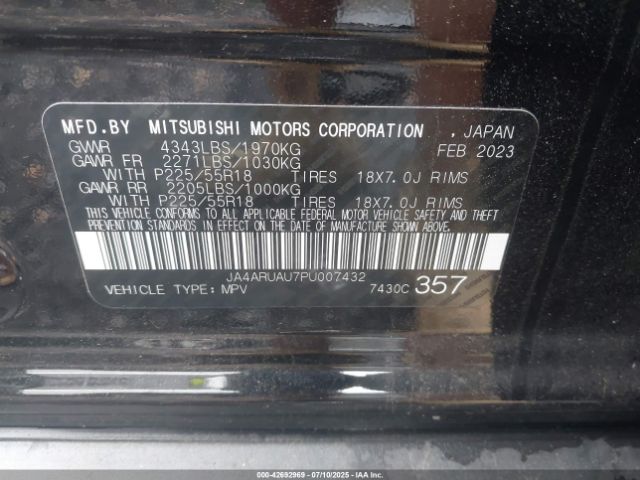 MFD.BY MITSUBISHI MOTORS CORPORATION , JAPAN
GVWR 4343LBS/1970KG FEB 2023
GAWR FR 2271LBS/1030KG
WITH P225/55R18 TIRES 18X7.0J RIMS
GAWR RR 2205LBS/1000KG
WITH P225/55R18 TIRES 18X7.0J RIMS
THIS VEHICLE CONFORMS TO ALL APPLICABLE FEDERAL MOTOR VEHICLE SAFETY AND THEFT
PREVENTION STANDARDS IN EFFECT ON THE DATE OF MANUFACTURE SHOWN ABOVE.
JA4ARUAU7PU007432
VEHICLE TYPE: MPV 7430C 357
000-42692969 | 07/10/2025 - IAAI.COM